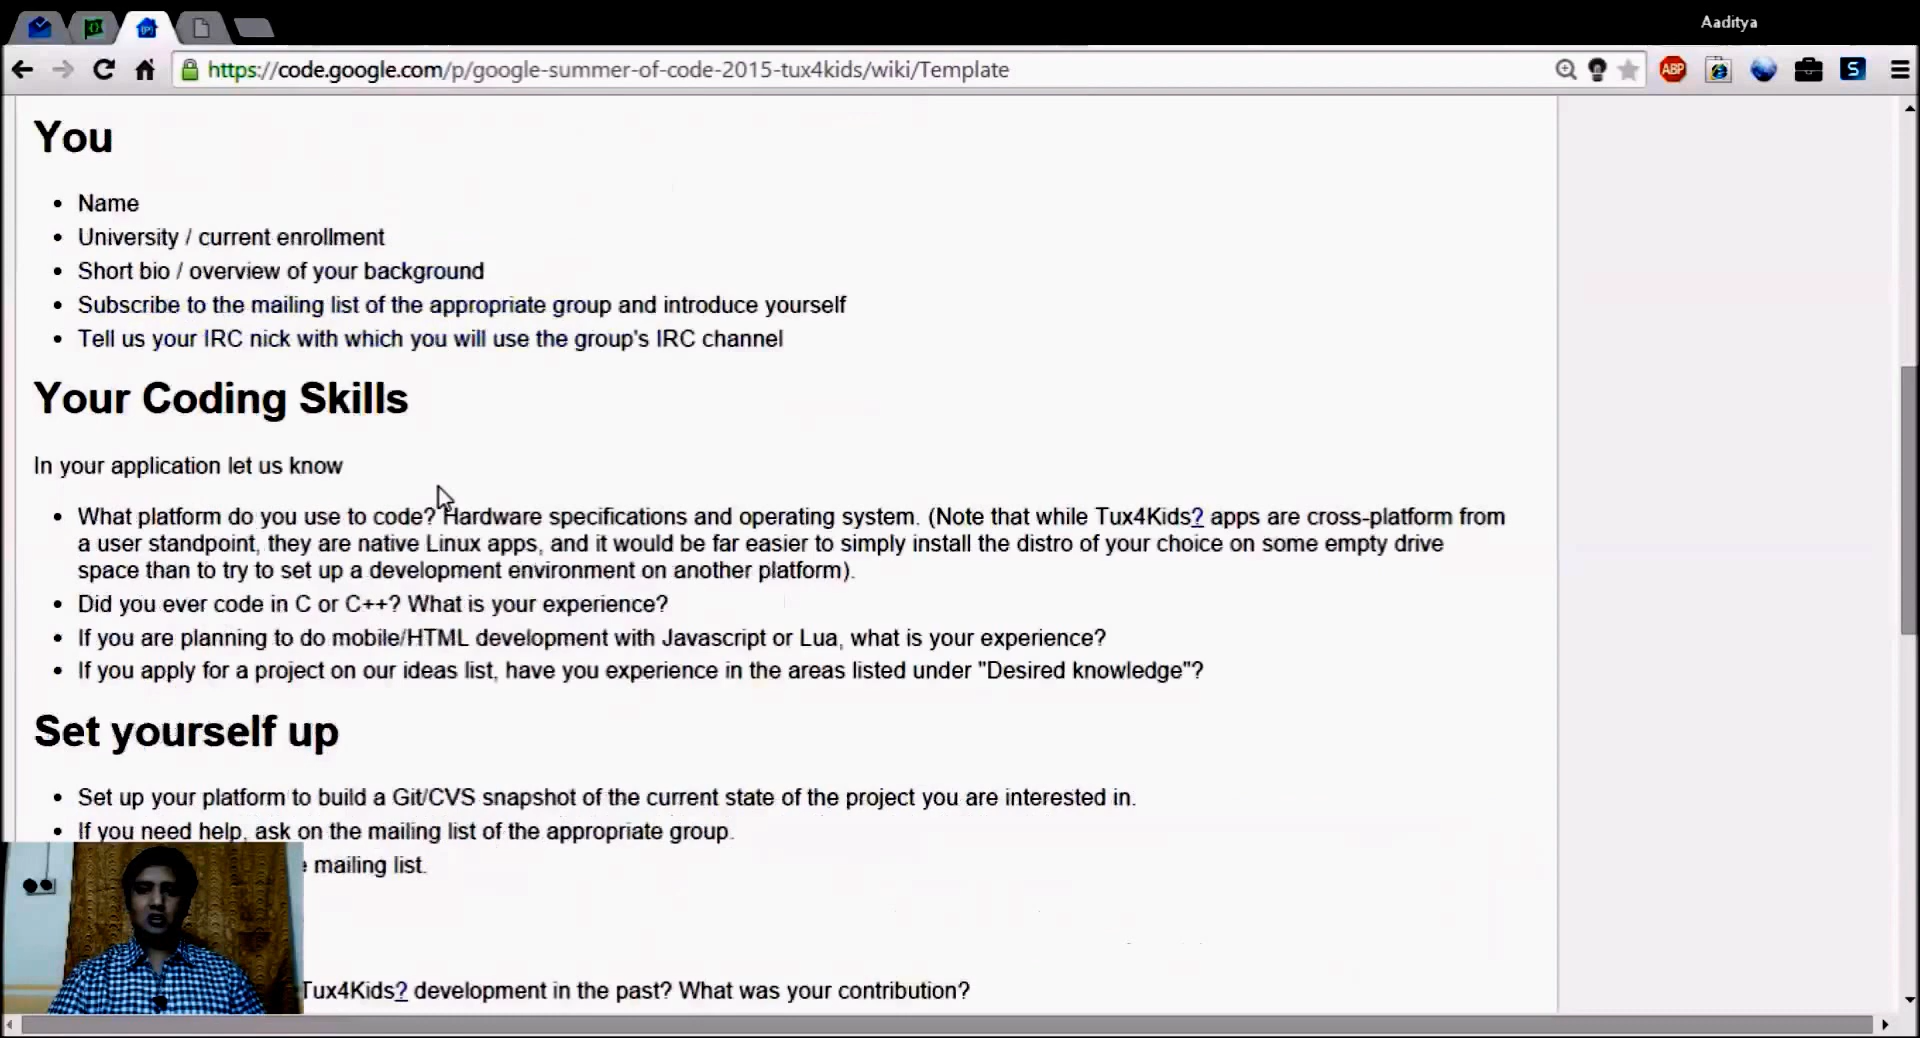 Aaditya
https://code.google.com/p/google-summer-of-code-2015-tux4kids/wiki/Template
ABP
S
You
• Name
• University / current enrollment
• Short bio / overview of your background
• Subscribe to the mailing list of the appropriate group and introduce yourself
• Tell us your IRC nick with which you will use the group's IRC channel
Your Coding Skills
In your application let us know
• What platform do you use to code? Hardware specifications and operating system. (Note that while Tux4Kids? apps are cross-platform from
a user standpoint, they are native Linux apps, and it would be far easier to simply install the distro of your choice on some empty drive
space than to try to set up a development environment on another platform).
• Did you ever code in C or C++? What is your experience?
• If you are planning to do mobile/HTML development with Javascript or Lua, what is your experience?
• If you apply for a project on our ideas list, have you experience in the areas listed under "Desired knowledge"?
Set yourself up
• Set up your platform to build a Git/CVS snapshot of the current state of the project you are interested in.
• If you need help, ask on the mailing list of the appropriate group.
mailing list.
Tux4Kids? development in the past? What was your contribution?